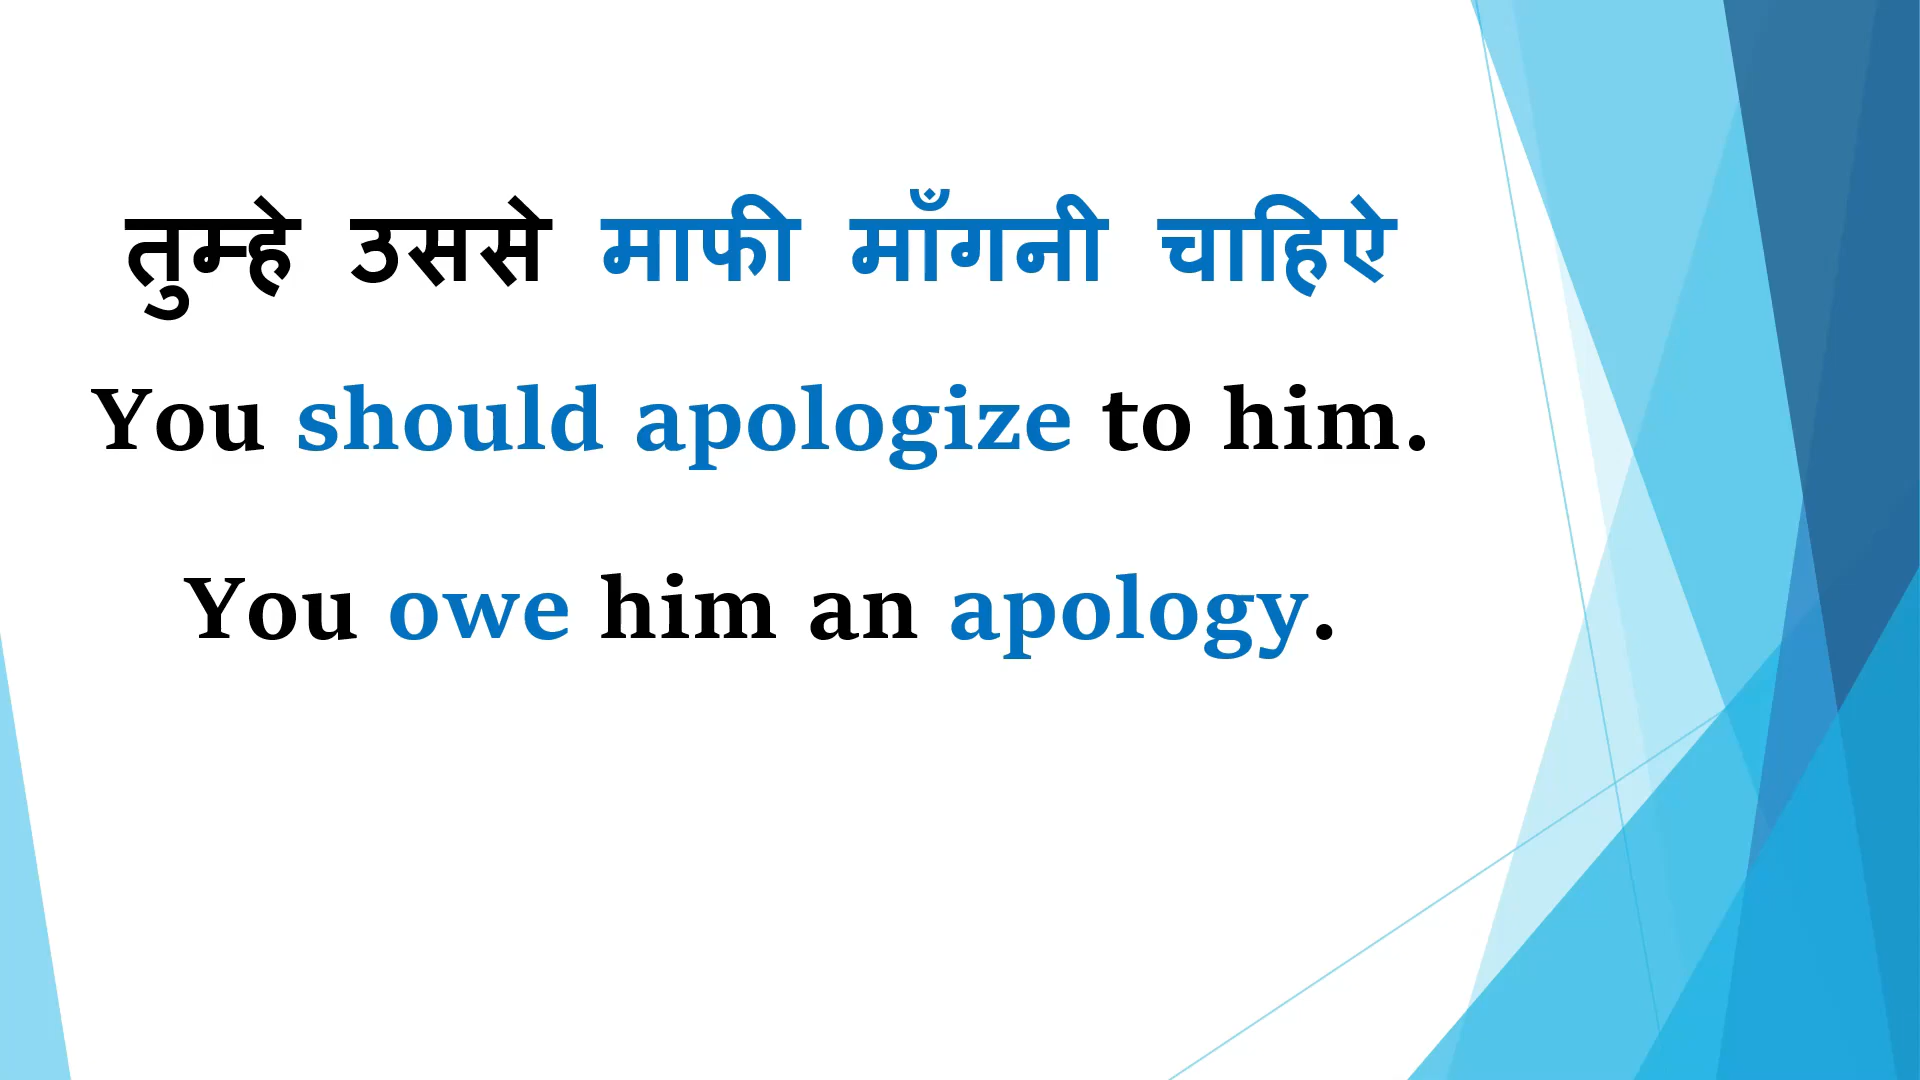 तुम्हे उससे माफी माँगनी चाहिऐ
You should apologize to him.
You owe him an apology.